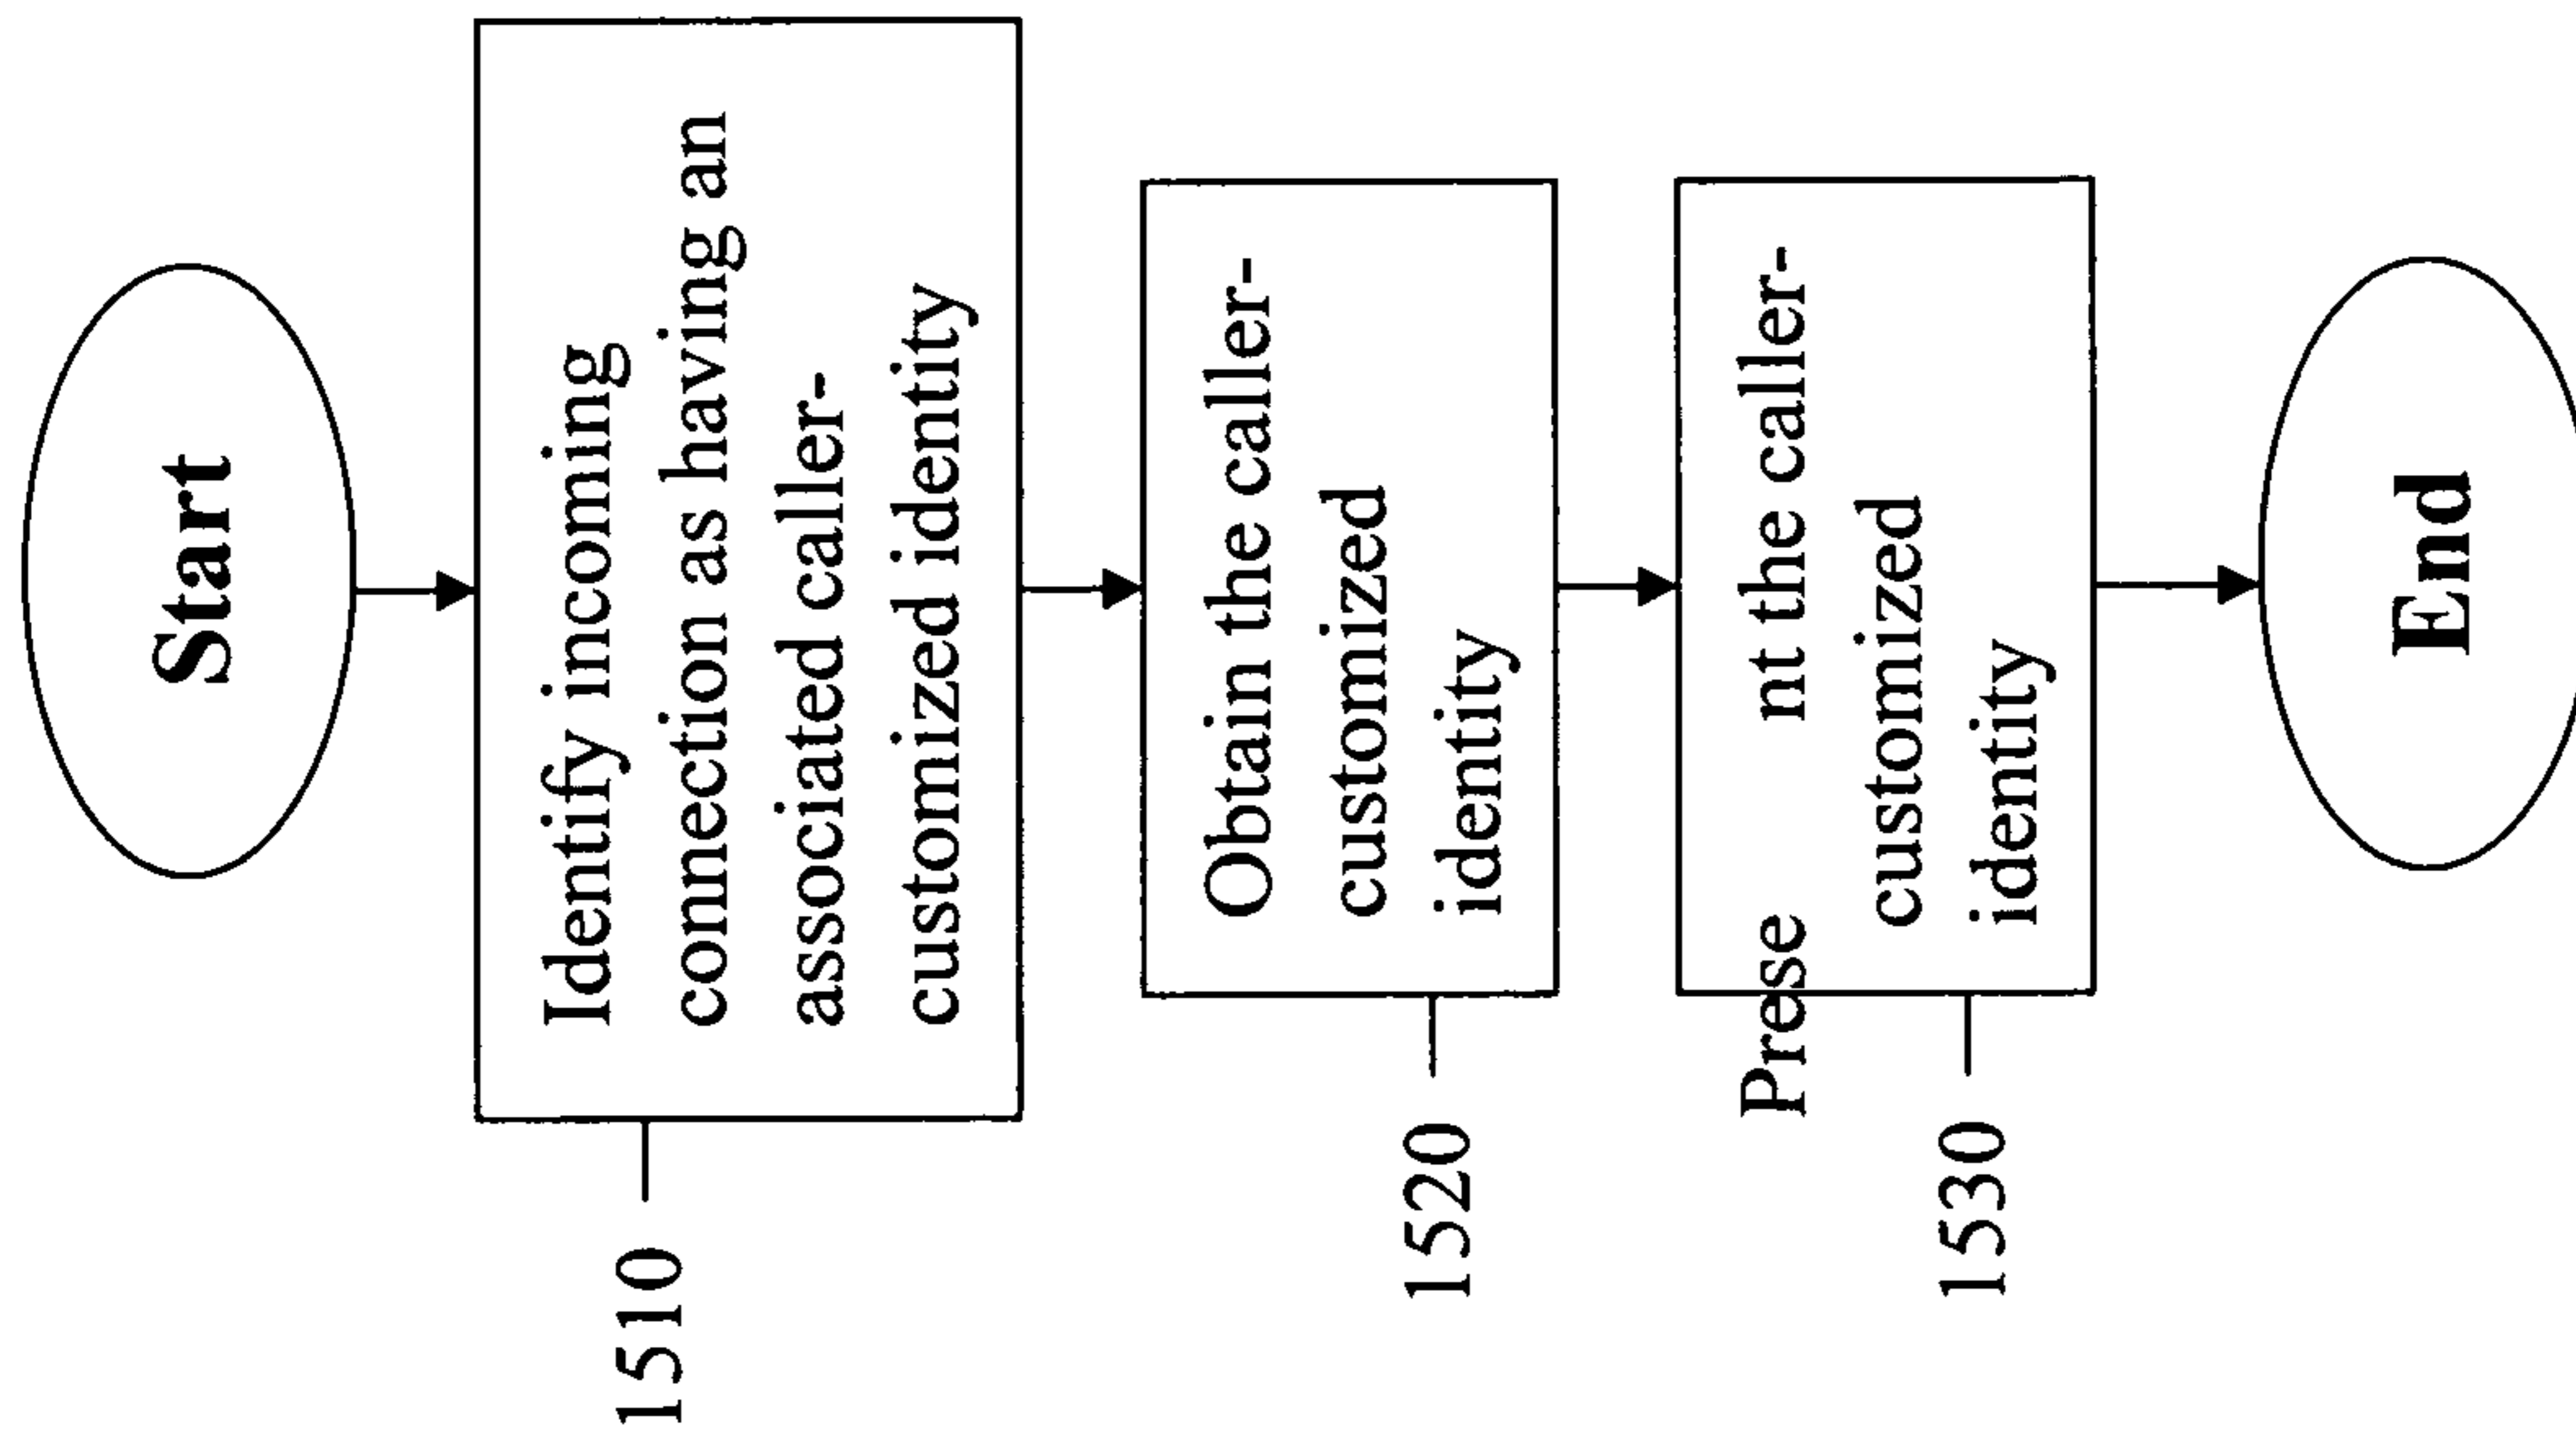 Start
Identify incoming
connection as having an
associated caller-
customized identity
1510
Obtain the caller-
customized
identity
1520
Prese nt the caller-
customized
identity
1530
End